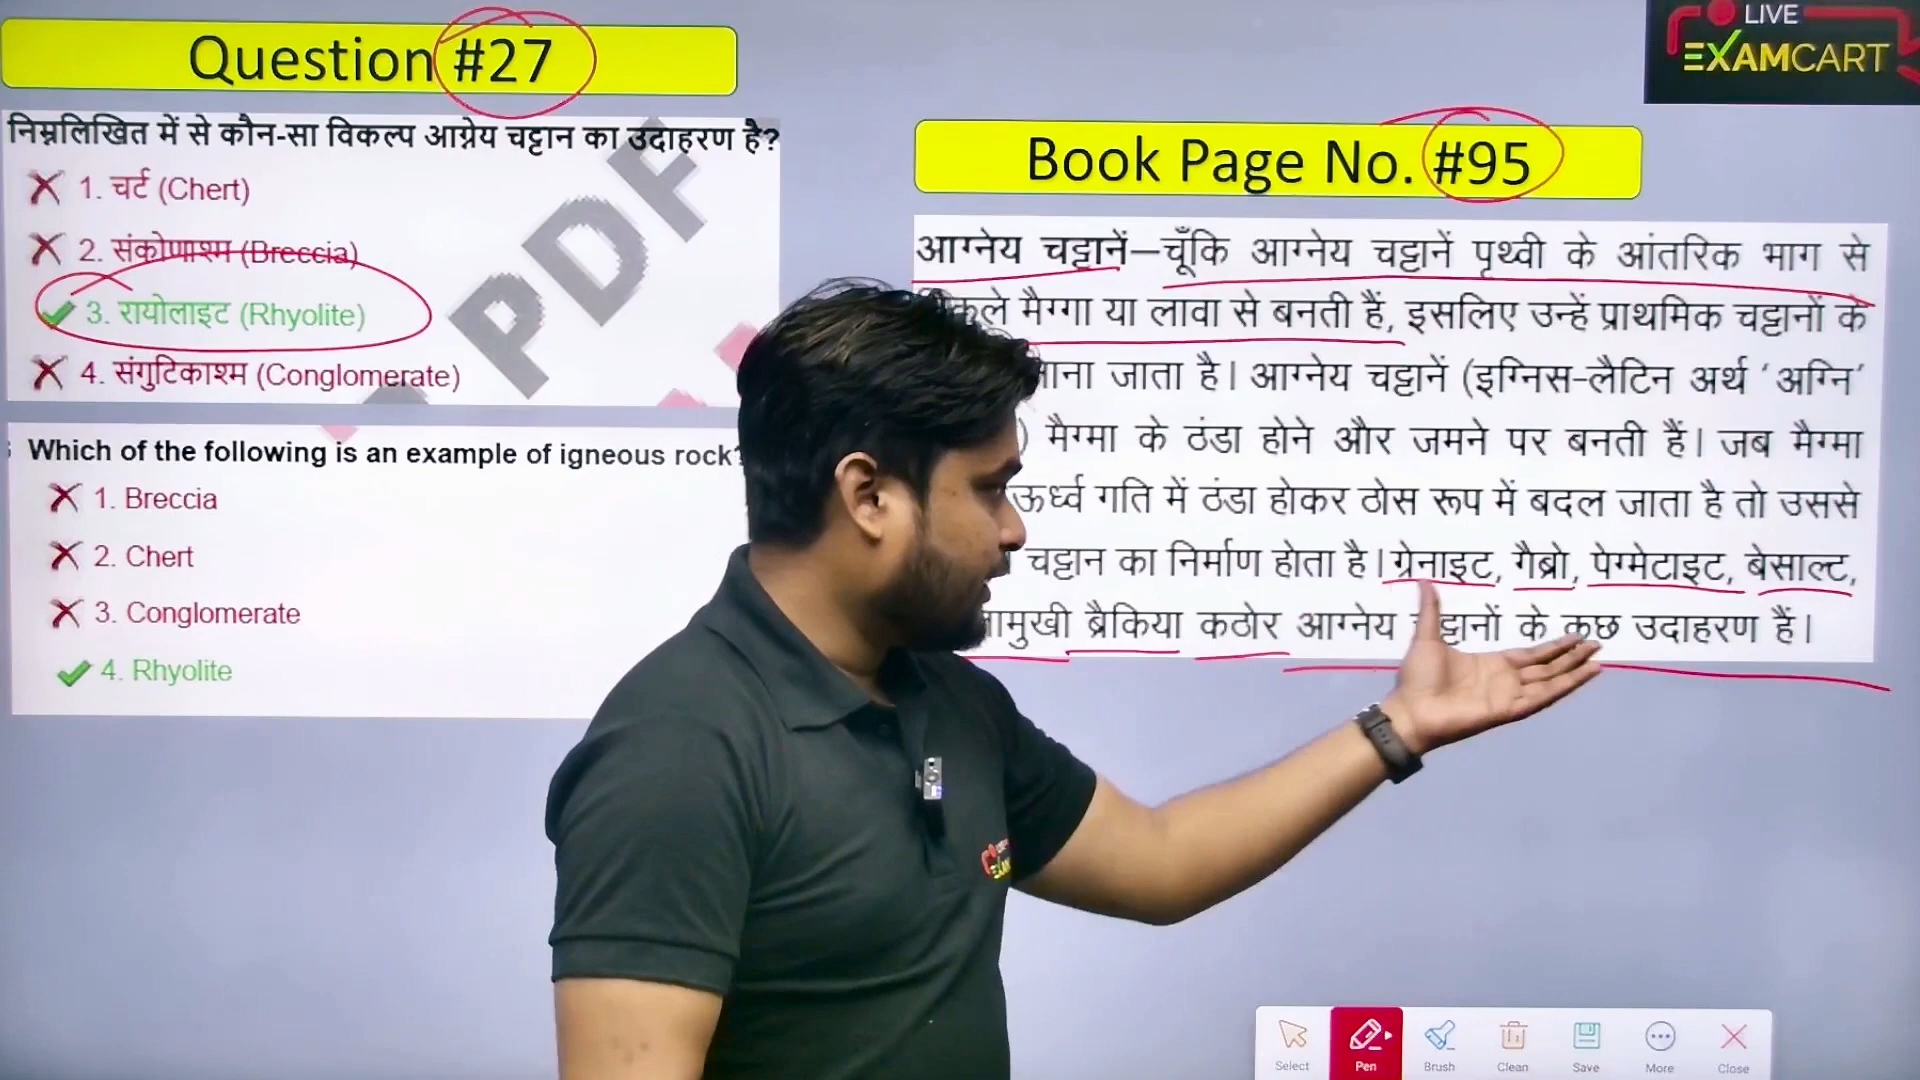 Question #27
निम्नलिखित में से कौन-सा विकल्प आग्नेय चट्टान का उदाहरण है?
1. चर्ट (Chert)
2. संकोणाश्म (Breccia)
3. रायोलाइट (Rhyolite)
4. संगुटिकाश्म (Conglomerate)
PDF
Which of the following is an example of igneous rock?
1. Breccia
2. Chert
3. Conglomerate
4. Rhyolite
LIVE
EXAMCART
Book Page No. #95
आग्नेय चट्टानें—चूँकि आग्नेय चट्टानें पृथ्वी के आंतरिक भाग से
मैग्गा या लावा से बनती हैं, इसलिए उन्हें प्राथमिक चट्टानों के
जाता है। आग्नेय चट्टानें (इग्निस-लैटिन अर्थ ‘अग्नि’
) मैग्मा के ठंडा होने और जमने पर बनती हैं। जब मैग्मा
ऊर्ध्व गति में ठंडा होकर ठोस रूप में बदल जाता है तो उससे
चट्टान का निर्माण होता है। ग्रेनाइट, गैब्रो, पेग्मेटाइट, बेसाल्ट,
ब्रैकिया कठोर आग्नेय के कुछ उदाहरण हैं।
Select
Pen
Brush
Clean
Save
More
Close